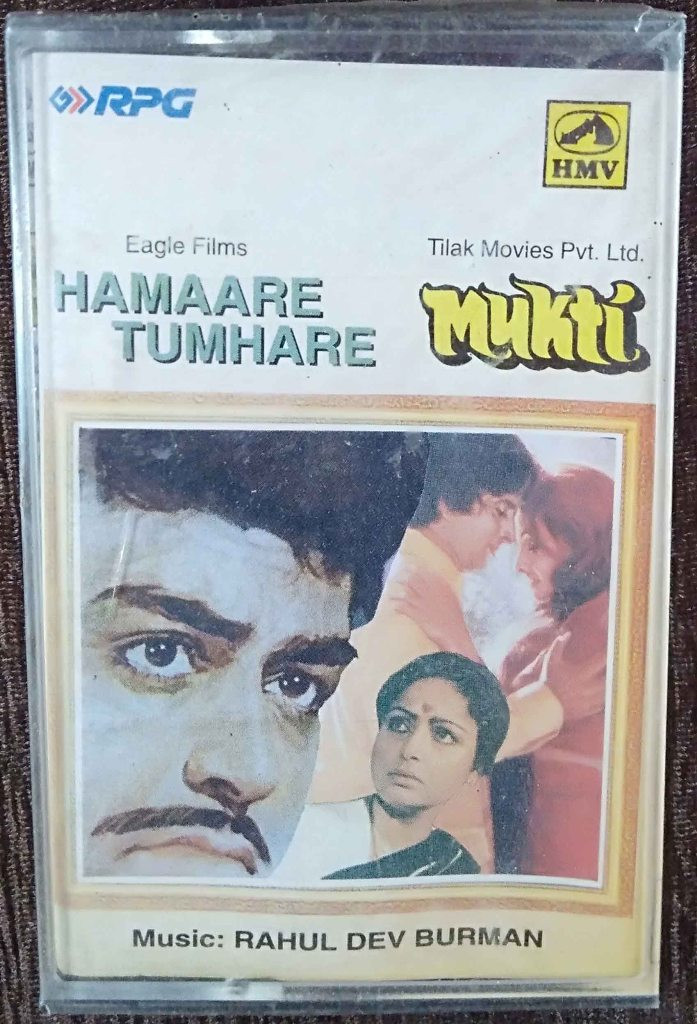 RPG
HMV
Eagle Films
HAMAARE
TUMHARE
Tilak Movies Pvt. Ltd.
Mukti
Music: RAHUL DEV BURMAN